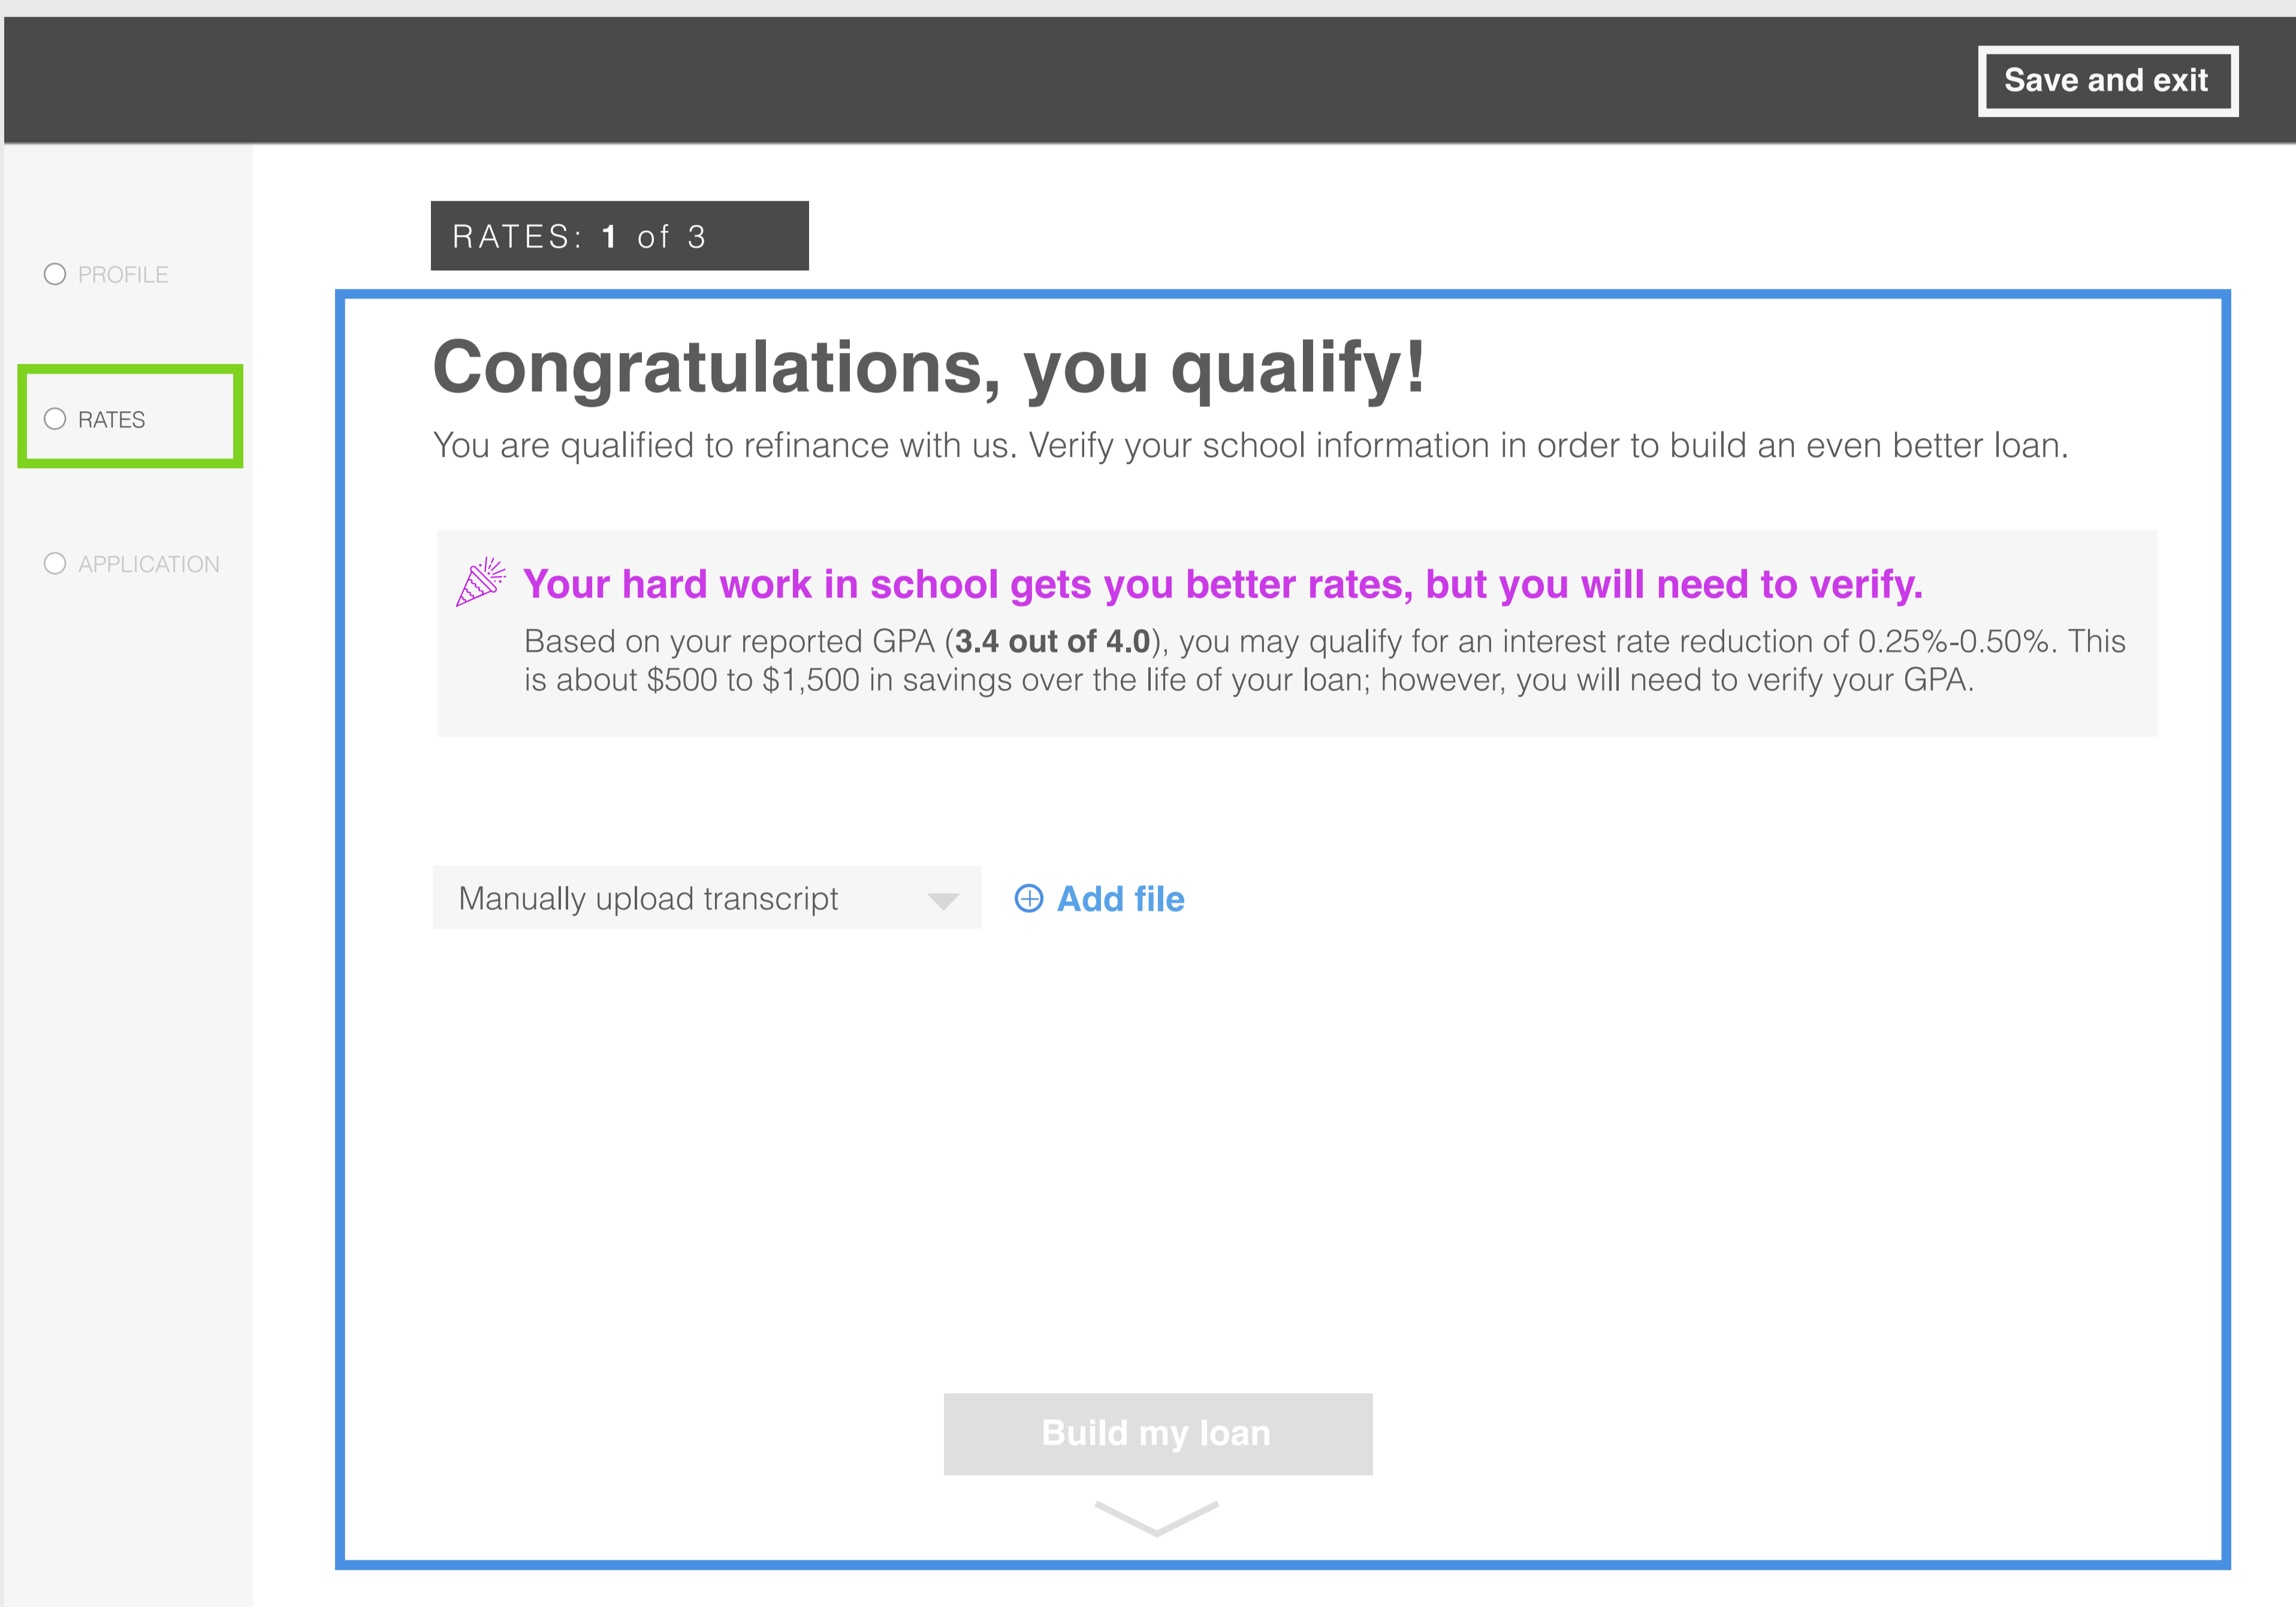 Save and exit
RATES: 1 of 3
PROFILE
RATES
APPLICATION
Congratulations, you qualify!
You are qualified to refinance with us. Verify your school information in order to build an even better loan.
Your hard work in school gets you better rates, but you will need to verify.
Based on your reported GPA (3.4 out of 4.0), you may qualify for an interest rate reduction of 0.25%-0.50%. This
is about $500 to $1,500 in savings over the life of your loan; however, you will need to verify your GPA.
Manually upload transcript
Add file
Build my loan